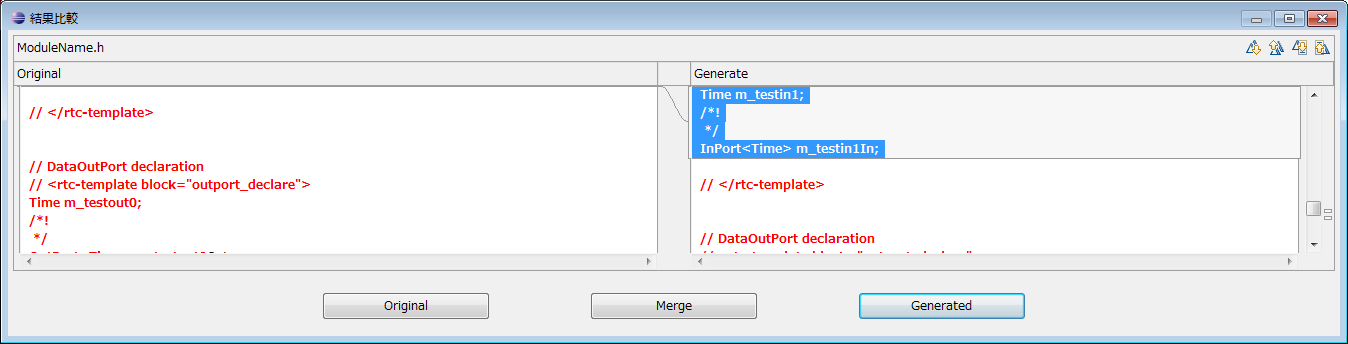 結果比較
ModuleName.h
Original
Generate
// </rtc-template>
// DataOutPort declaration
// <rtc-template block="outport_declare">
Time m_testout0;
/*!
*/
Time m_testin1;
/*!
*/
InPort<Time> m_testin1In;
// </rtc-template>
// DataOutPort declaration
Original
Merge
Generated